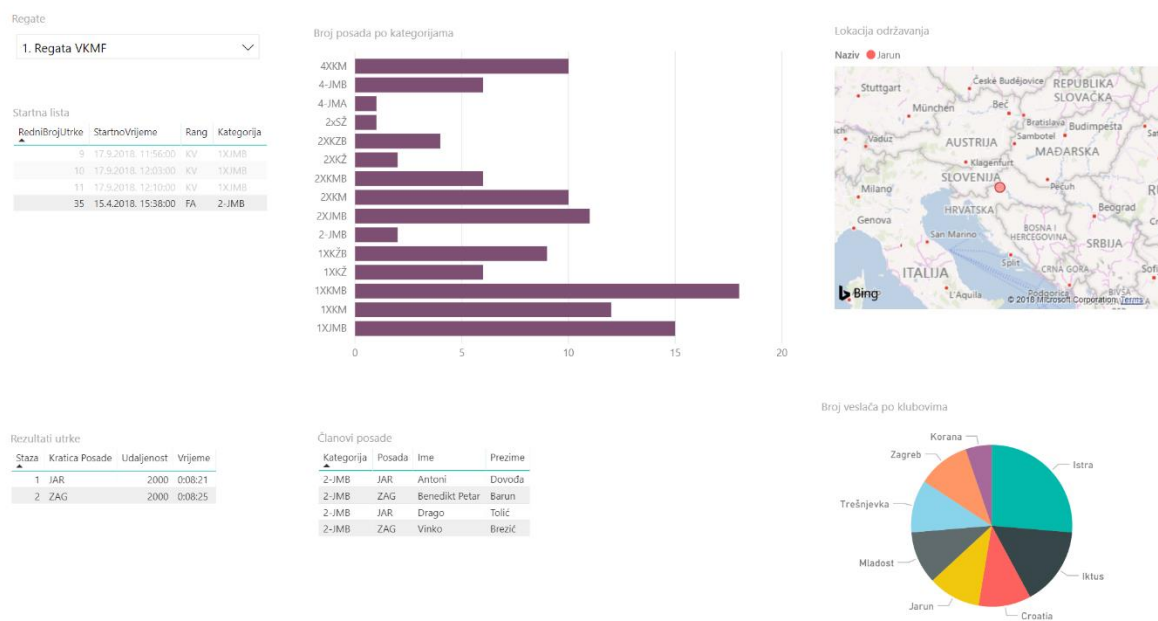 Regate
1. Regata VKMF
Startna lista
RedniBrojUtrke StartnoVrijeme Rang Kategorija
9 17.9.2018. 11:56:00 KV 1XJMB
10 17.9.2018. 12:03:00 KV 1XJMB
11 17.9.2018. 12:10:00 KV 1XJMB
35 15.4.2018. 15:38:00 FA 2-JMB
Broj posada po kategorijama
4XKM
4-JMB
4-JMA
2xSŽ
2XKŽB
2XKŽ
2XKMB
2XKM
2XJMB
2-JMB
1XKŽB
1XKŽ
1XKMB
1XKM
1XJMB
0 5 10 15 20
Lokacija održavanja
Naziv Jarun
Stuttgart
České Budějovice
REPUBLIKA
SLOVAČKA
München
Beč
Bratislava
Budimpešta
Vaduz
AUSTRIJA
Sambotel
MAĐARSKA
Klagenfurt
SLOVENIJA
Milano
Pečuh
Genova
HRVATSKA
Beograd
San Marino
BOSNA I
HERCEGOVINA
SRBIJA
Split
ITALIJA
CRNA GORA
L'Aquila
Podgorica
Bing
© 2018 Microsoft Corporation, Terms
Rezultati utrke
Staza Kratica Posade Udaljenost Vrijeme
1 JAR 2000 0:08:21
2 ZAG 2000 0:08:25
Članovi posade
Kategorija Posada Ime Prezime
2-JMB JAR Antoni Dovođa
2-JMB ZAG Benedikt Petar Barun
2-JMB JAR Drago Tolić
2-JMB ZAG Vinko Brezić
Broj veslača po klubovima
Korana
Zagreb
Istra
Trešnjevka
Mladost
Iktus
Jarun
Croatia